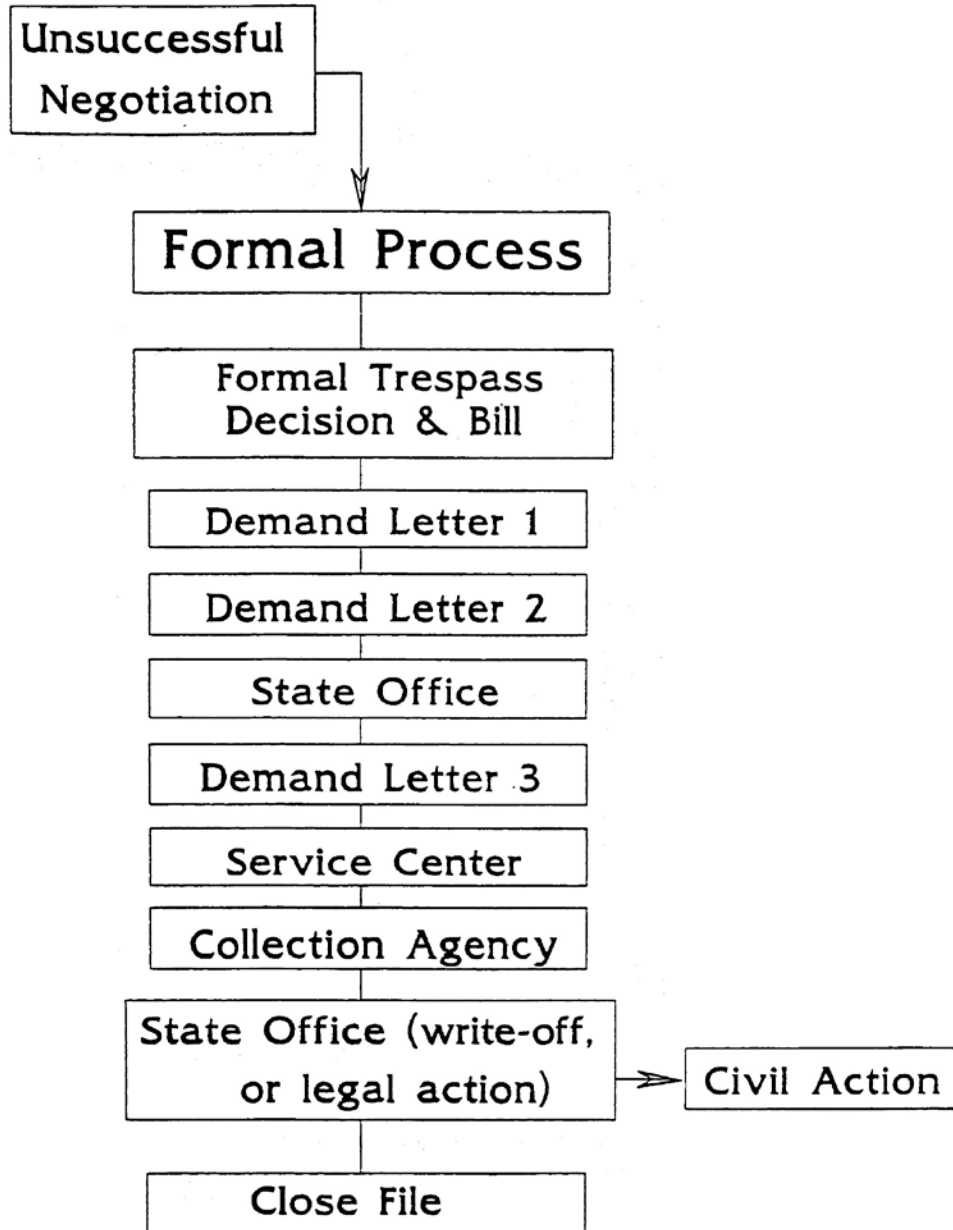 Unsuccessful
Negotiation
Formal Process
Formal Trespass
Decision & Bill
Demand Letter 1
Demand Letter 2
State Office
Demand Letter 3
Service Center
Collection Agency
State Office (write-off,
or legal action)
Civil Action
Close File